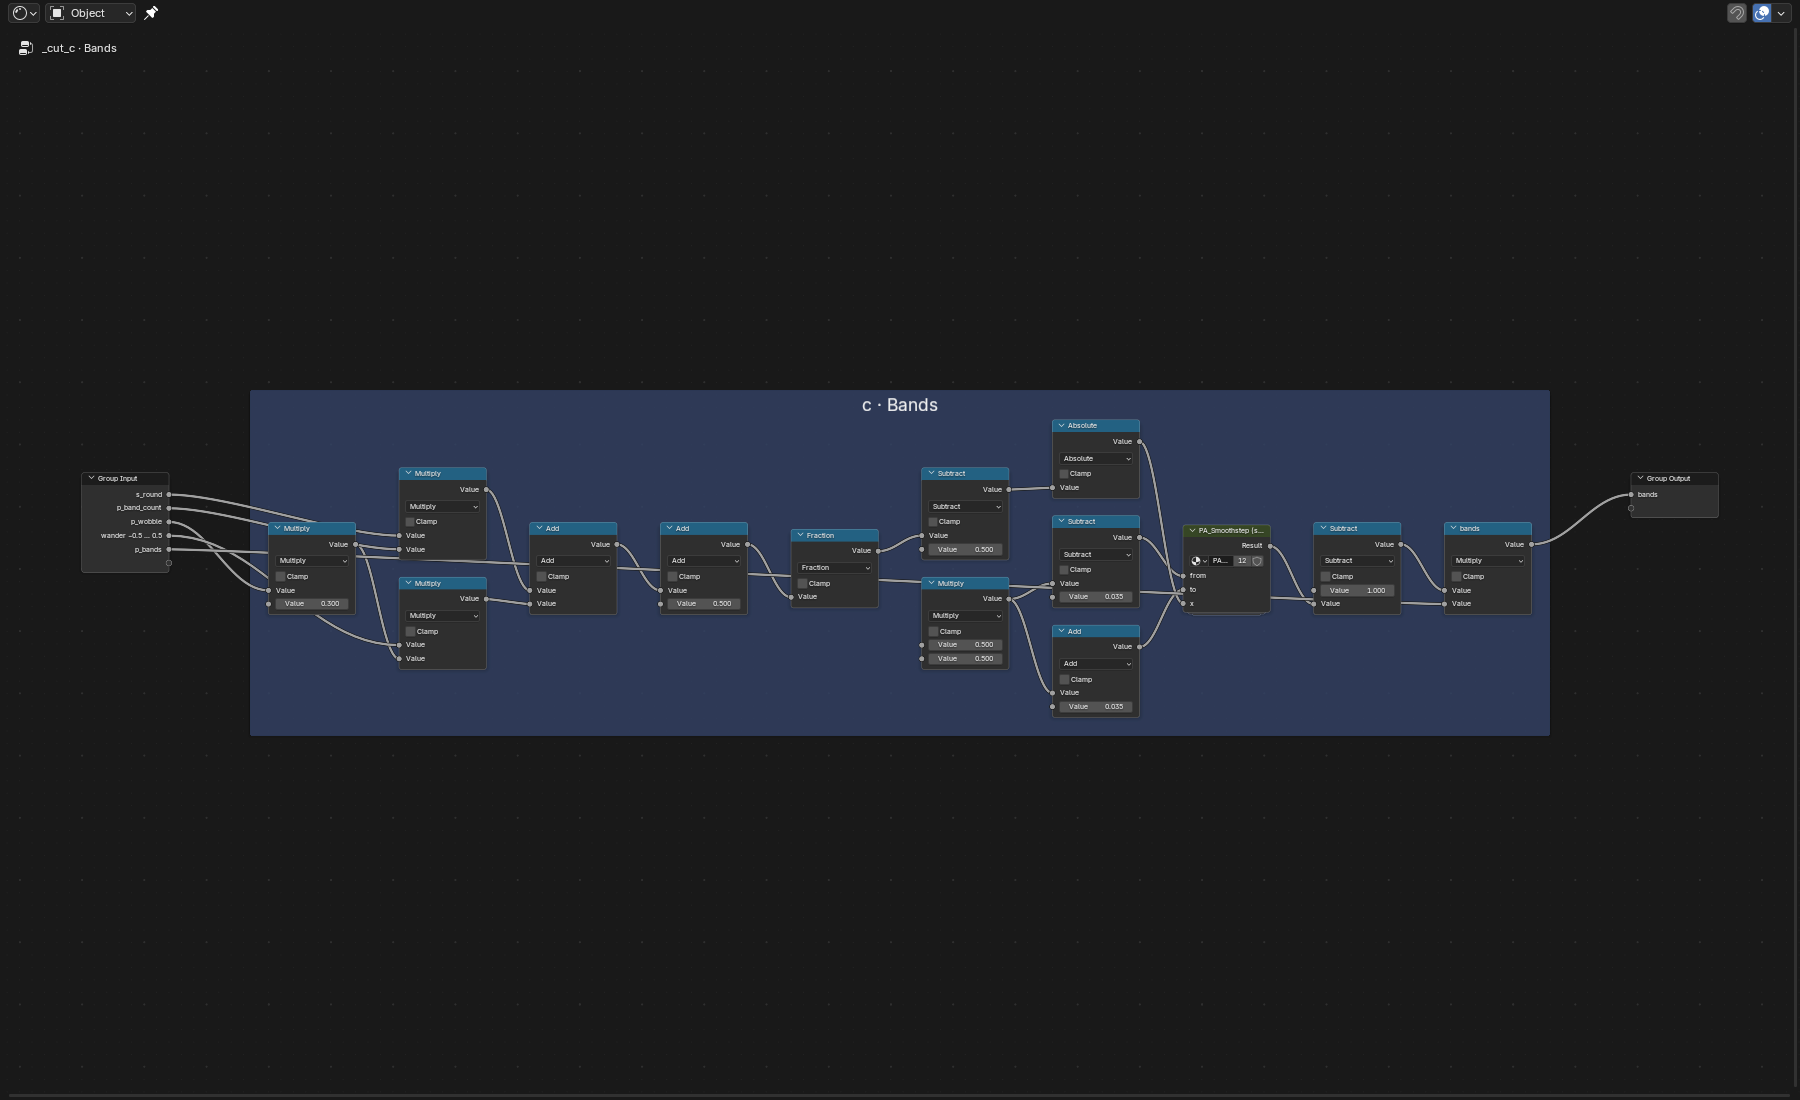 Object
_cut_c · Bands
c · Bands
Group Input
s_round
p_band_count
p_wobble
wander −0.5 ... 0.5
p_bands
Multiply
Value
Multiply
Clamp
Value
Value 0.300
Multiply
Value
Multiply
Clamp
Value
Value
Multiply
Value
Multiply
Clamp
Value
Value
Add
Value
Add
Clamp
Value
Value
Add
Value
Add
Clamp
Value
Value 0.500
Fraction
Value
Fraction
Clamp
Value
Subtract
Value
Subtract
Clamp
Value
Value 0.500
Multiply
Value
Multiply
Clamp
Value 0.500
Value 0.500
Absolute
Value
Absolute
Clamp
Value
Subtract
Value
Subtract
Clamp
Value
Value 0.035
Add
Value
Add
Clamp
Value
Value 0.035
PA_Smoothstep (s...
Result
PA... 12
from
to
x
Subtract
Value
Subtract
Clamp
Value 1.000
Value
bands
Value
Multiply
Clamp
Value
Value
Group Output
bands